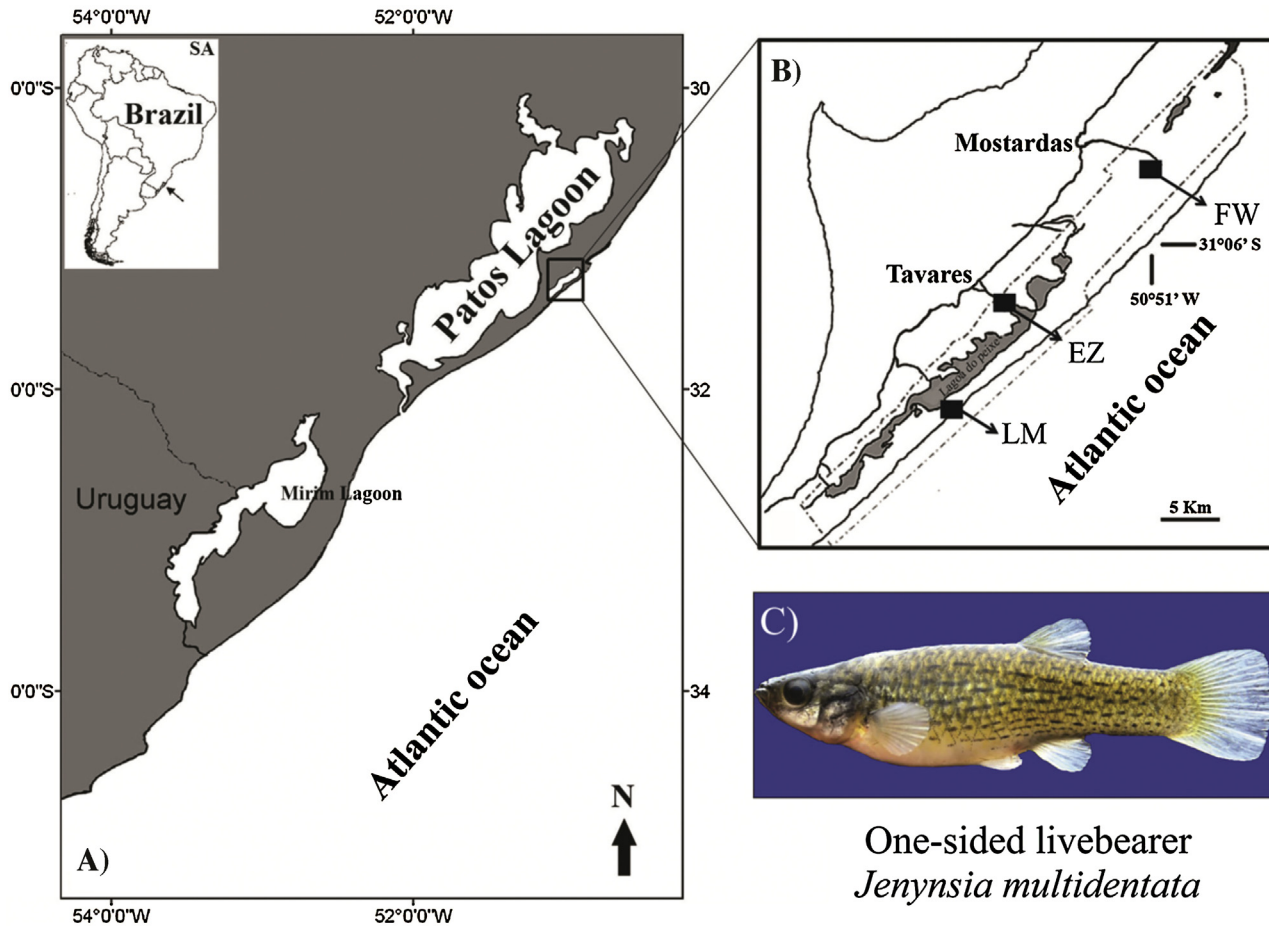 54°0'0"W
52°0'0"W
SA
Brazil
0'0"S
0'0"S
0'0"S
30
32
34
Patos Lagoon
Mirim Lagoon
Uruguay
Atlantic ocean
N
A)
54°0'0"W
52°0'0"W
B)
Mostardas
FW
31°06' S
50°51' W
Tavares
EZ
Lagoa do peixe
LM
Atlantic ocean
5 Km
C)
One-sided livebearer
Jenynsia multidentata